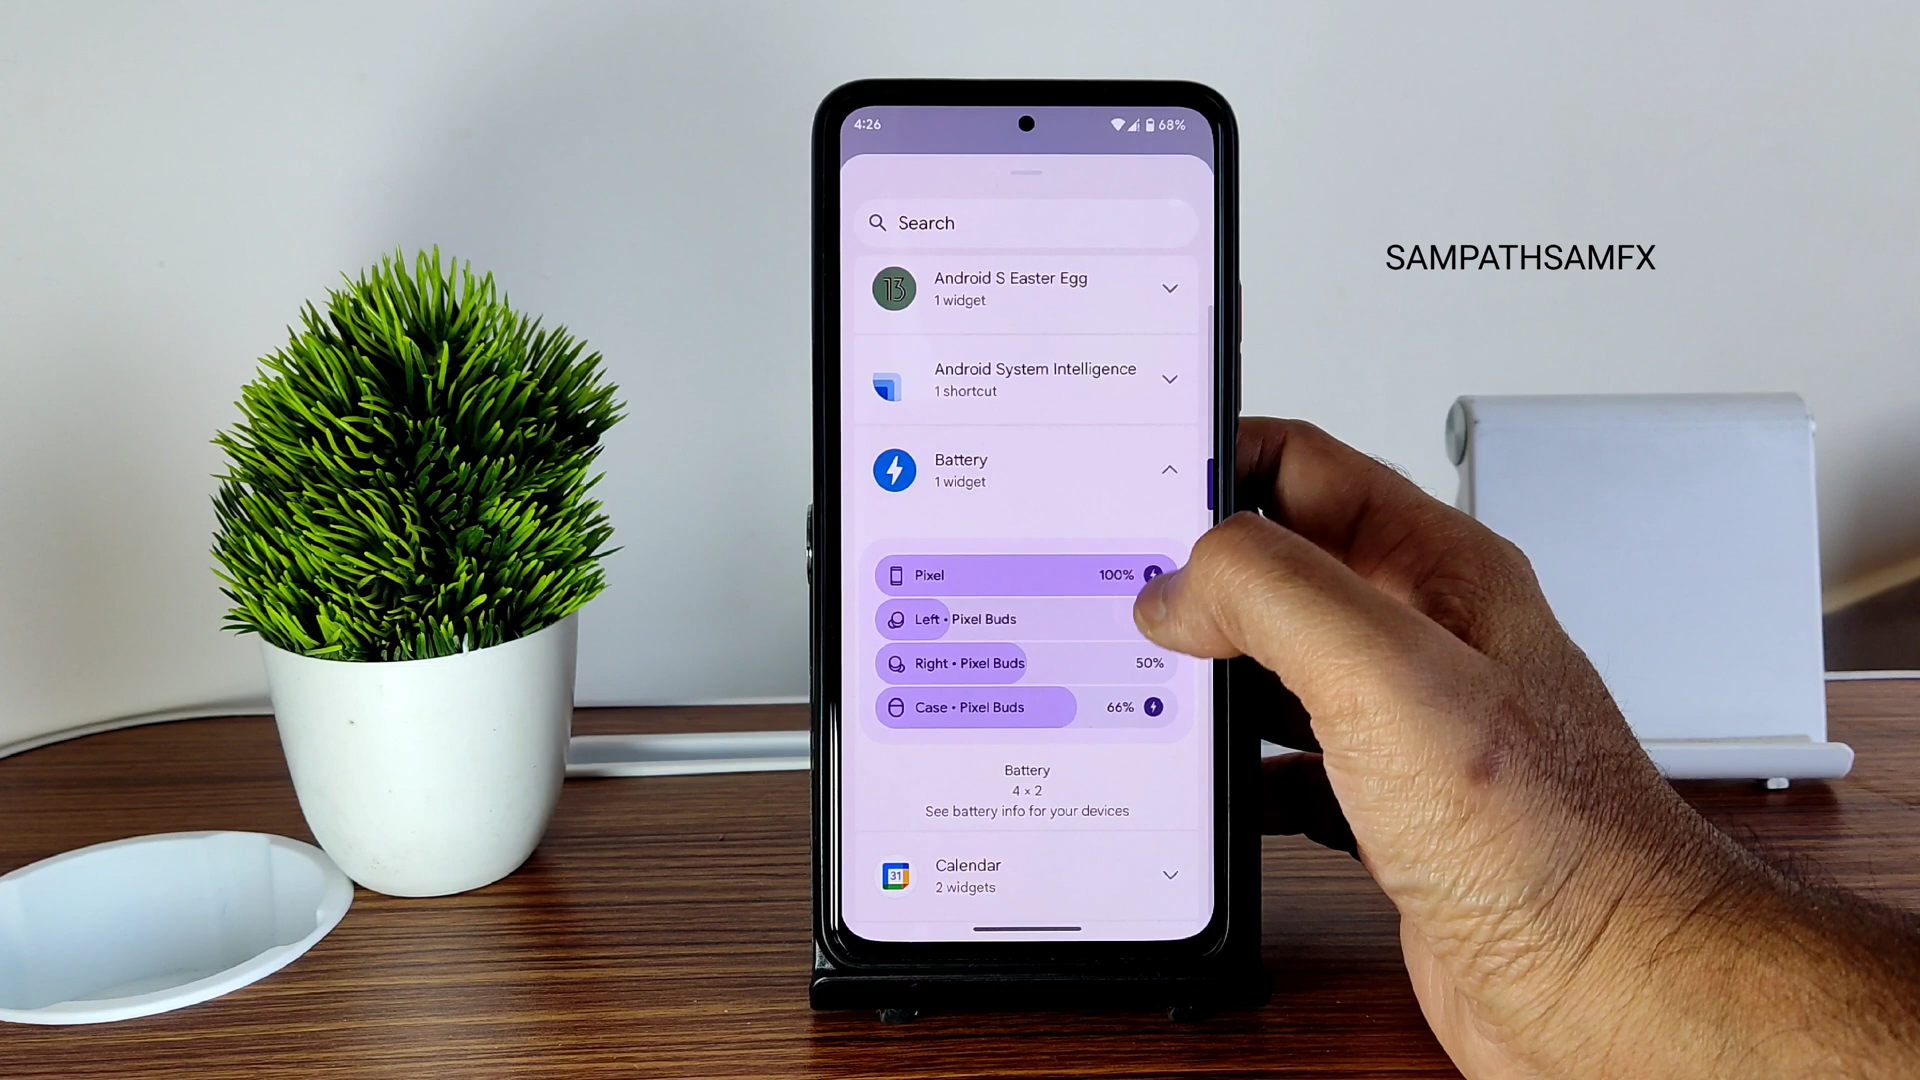 4:26
68%
Search
SAMPATHSAMFX
13
Android S Easter Egg
1 widget
Android System Intelligence
1 shortcut
Battery
1 widget
Pixel 100%
Left • Pixel Buds
Right • Pixel Buds 50%
Case • Pixel Buds 66%
Battery
4 × 2
See battery info for your devices
31
Calendar
2 widgets